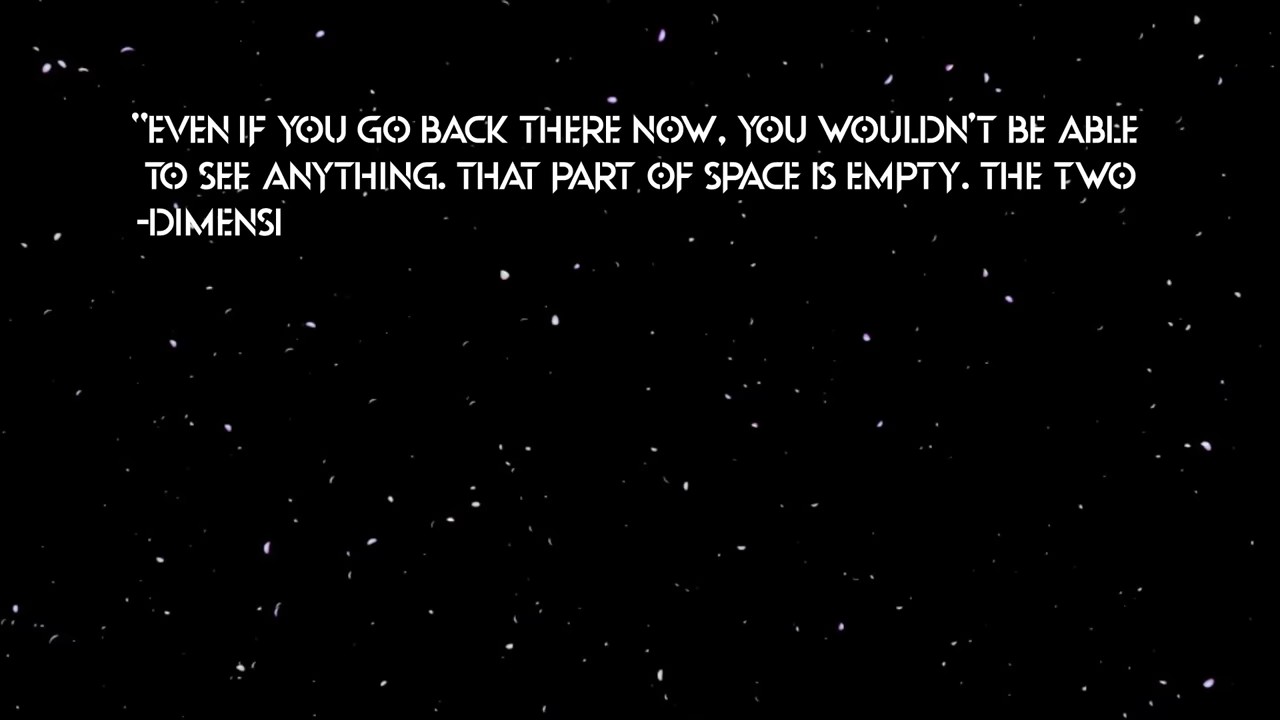 “EVEN IF YOU GO BACK THERE NOW, YOU WOULDN’T BE ABLE
TO SEE ANYTHING. THAT PART OF SPACE IS EMPTY. THE TWO
-DIMENSI